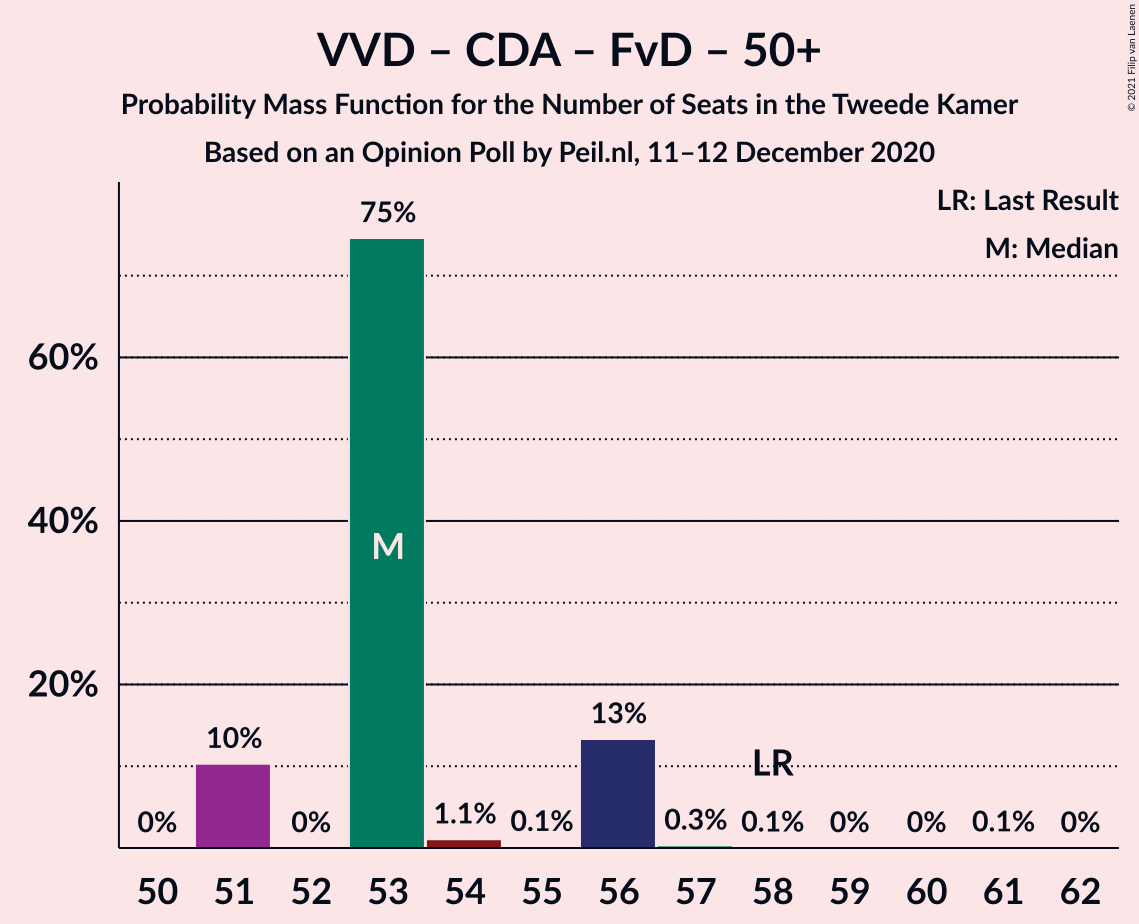 VVD – CDA – FvD – 50+
Probability Mass Function for the Number of Seats in the Tweede Kamer
Based on an Opinion Poll by Peil.nl, 11–12 December 2020
© 2021 Filip van Laenen
LR: Last Result
M: Median
75%
60%
40%
M
20%
13%
10%
LR
0%
0%
1.1%
0.1%
0.3%
0.1%
0%
0%
0.1%
0%
50 51 52 53 54 55 56 57 58 59 60 61 62